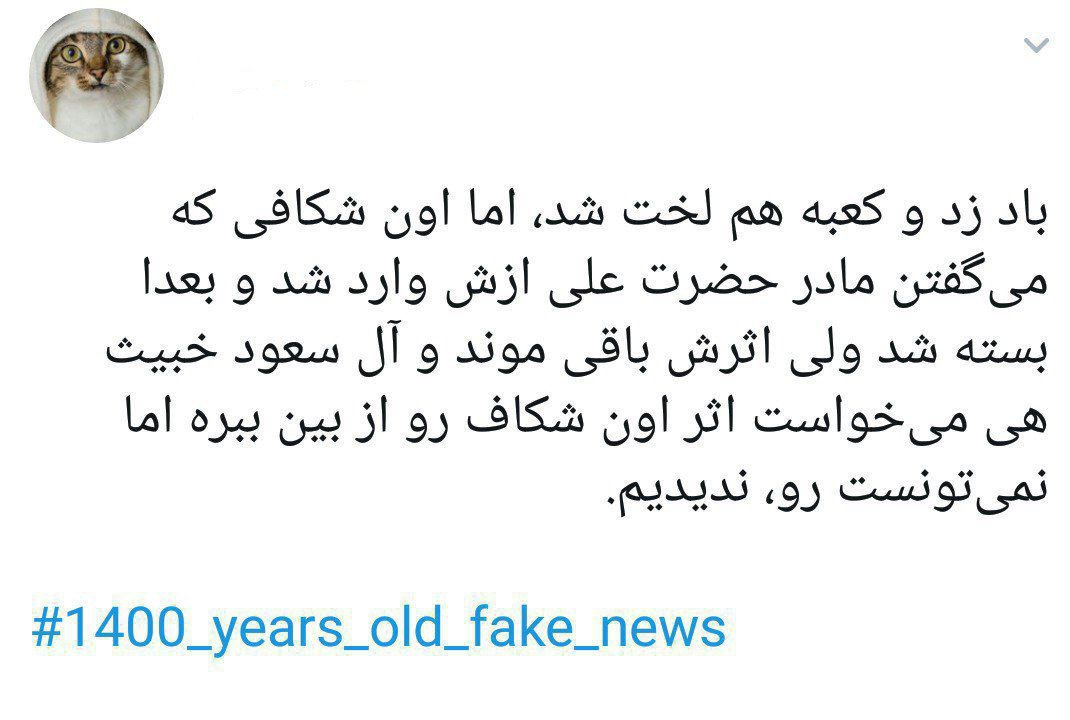 باد زد و کعبه هم لخت شد، اما اون شکافی که
می‌گفتن مادر حضرت علی ازش وارد شد و بعدا
بسته شد ولی اثرش باقی موند و آل سعود خبیث
هی می‌خواست اثر اون شکاف رو از بین ببره اما
نمی‌تونست رو، ندیدیم.
#1400_years_old_fake_news